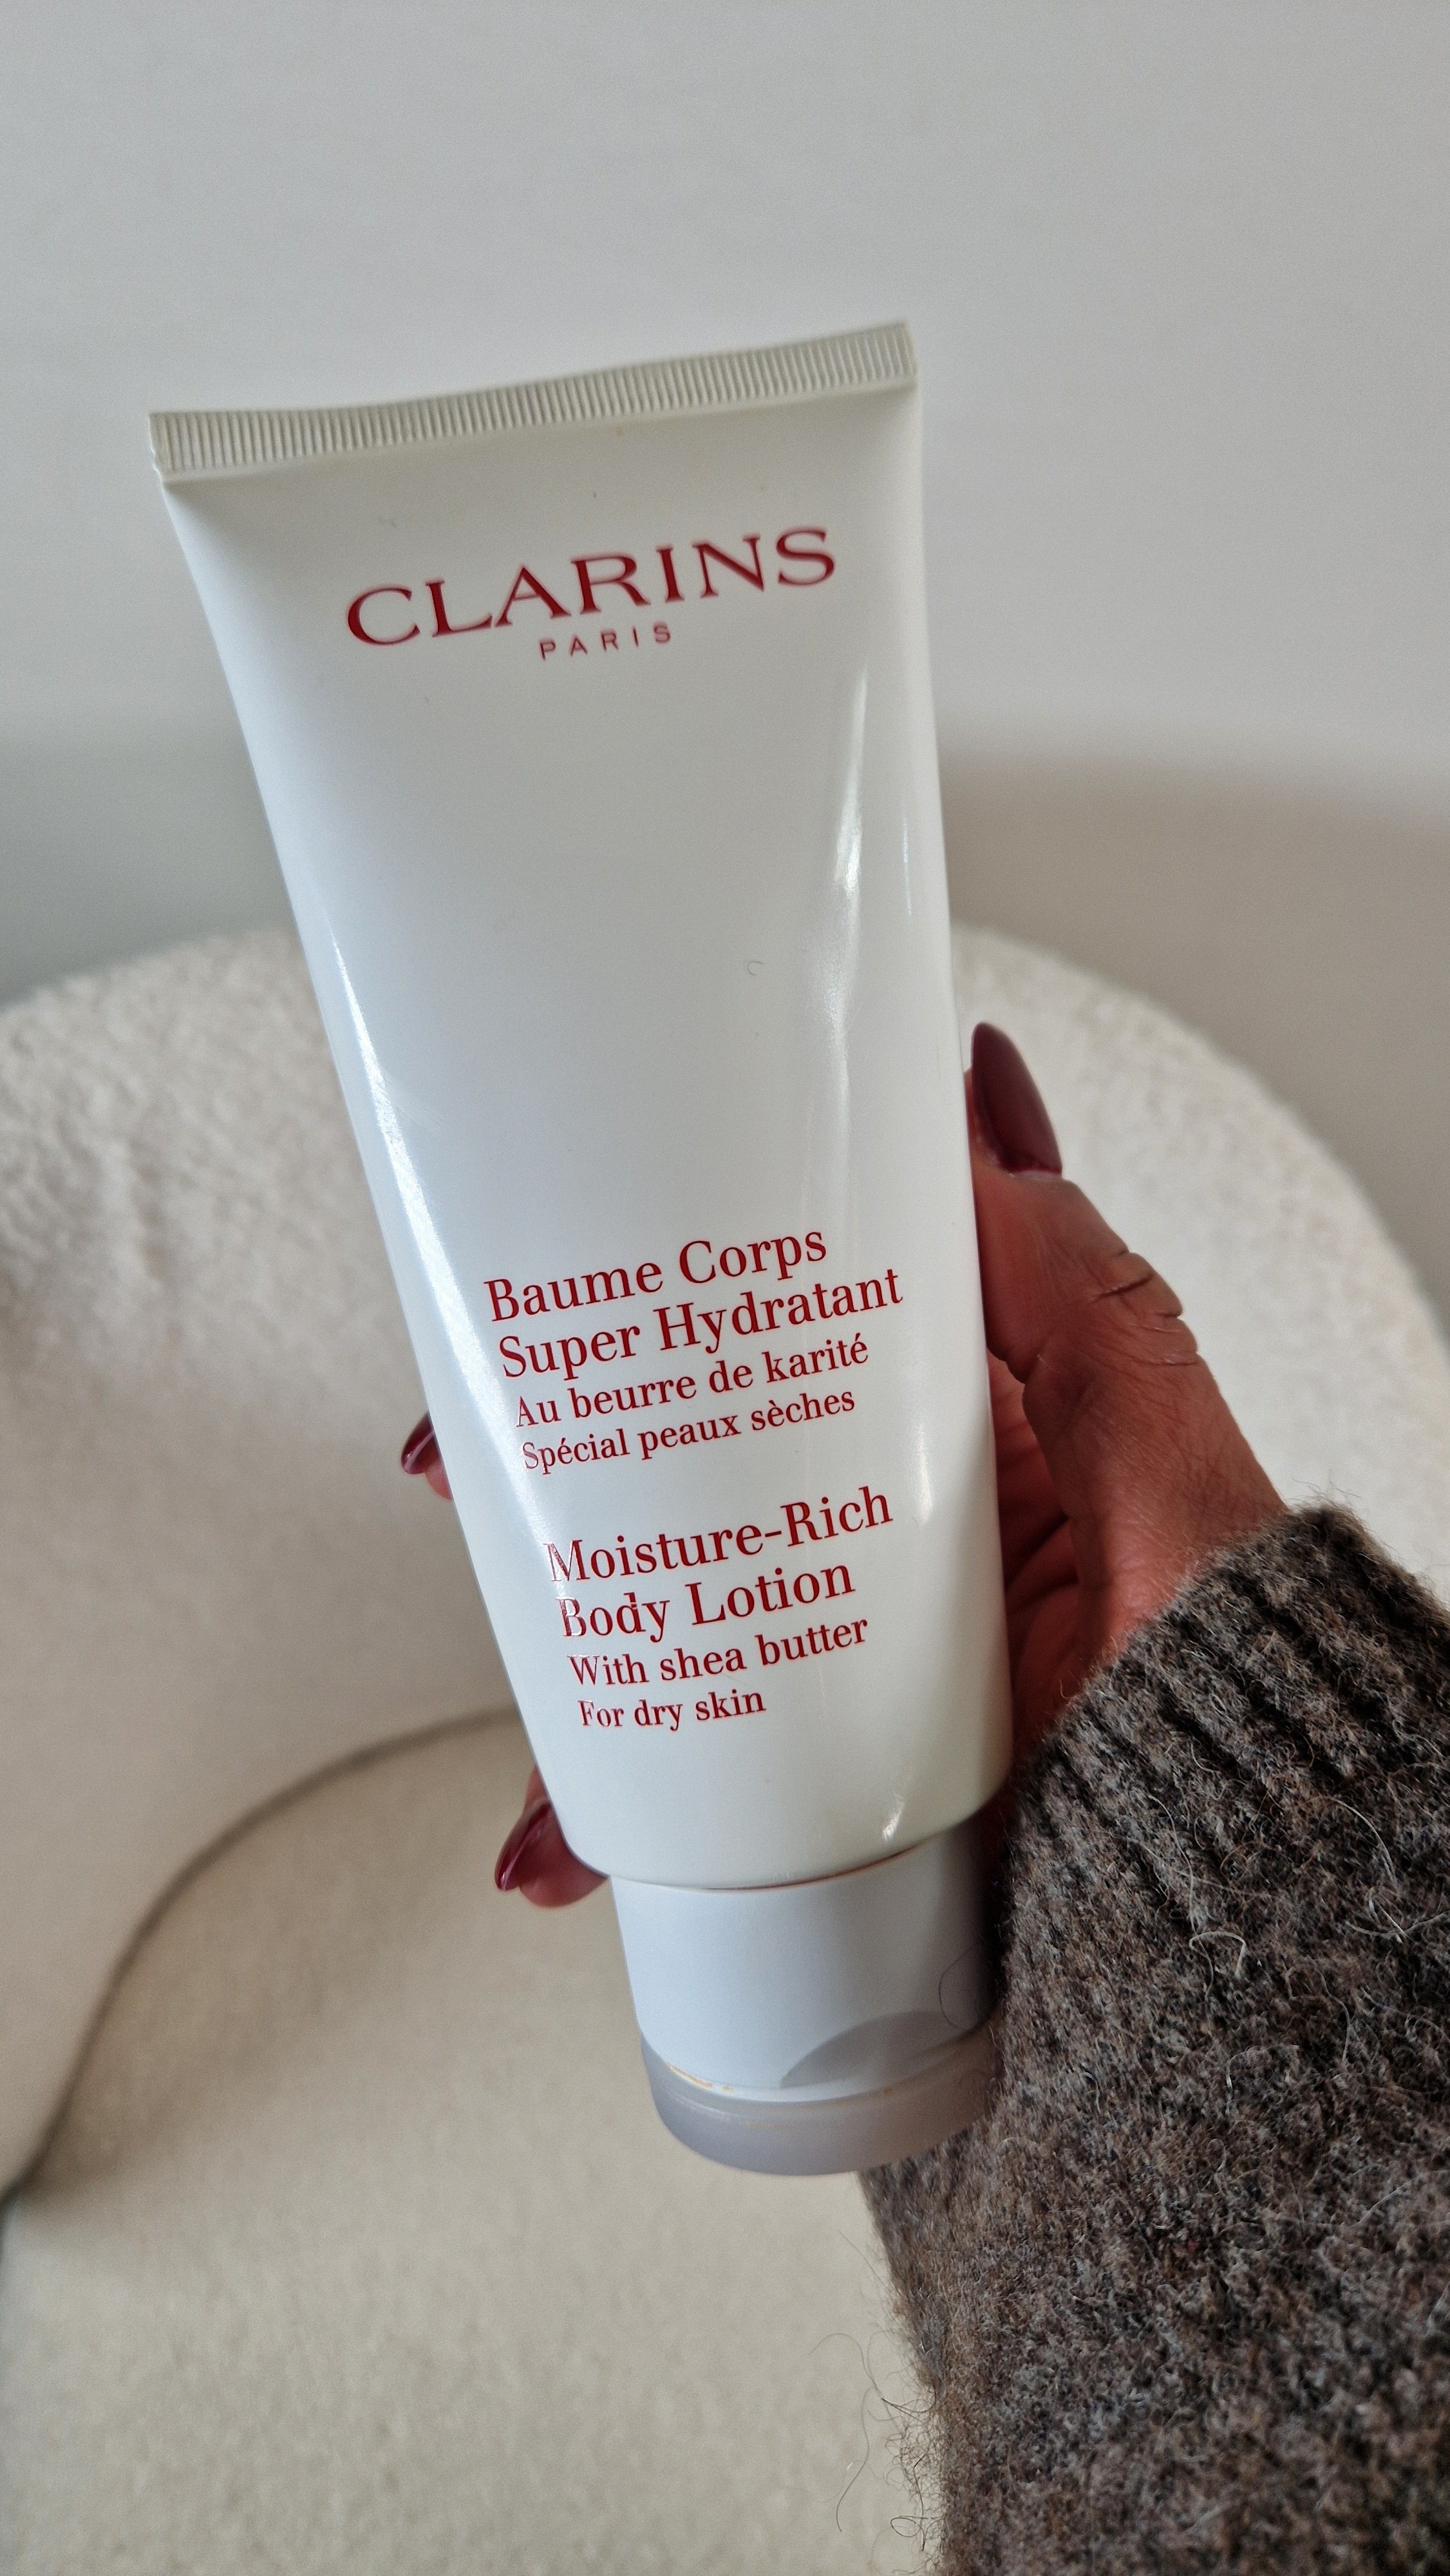 CLARINS
PARIS
Baume Corps
Super Hydratant
Au beurre de karité
Spécial peaux sèches
Moisture-Rich
Body Lotion
With shea butter
For dry skin